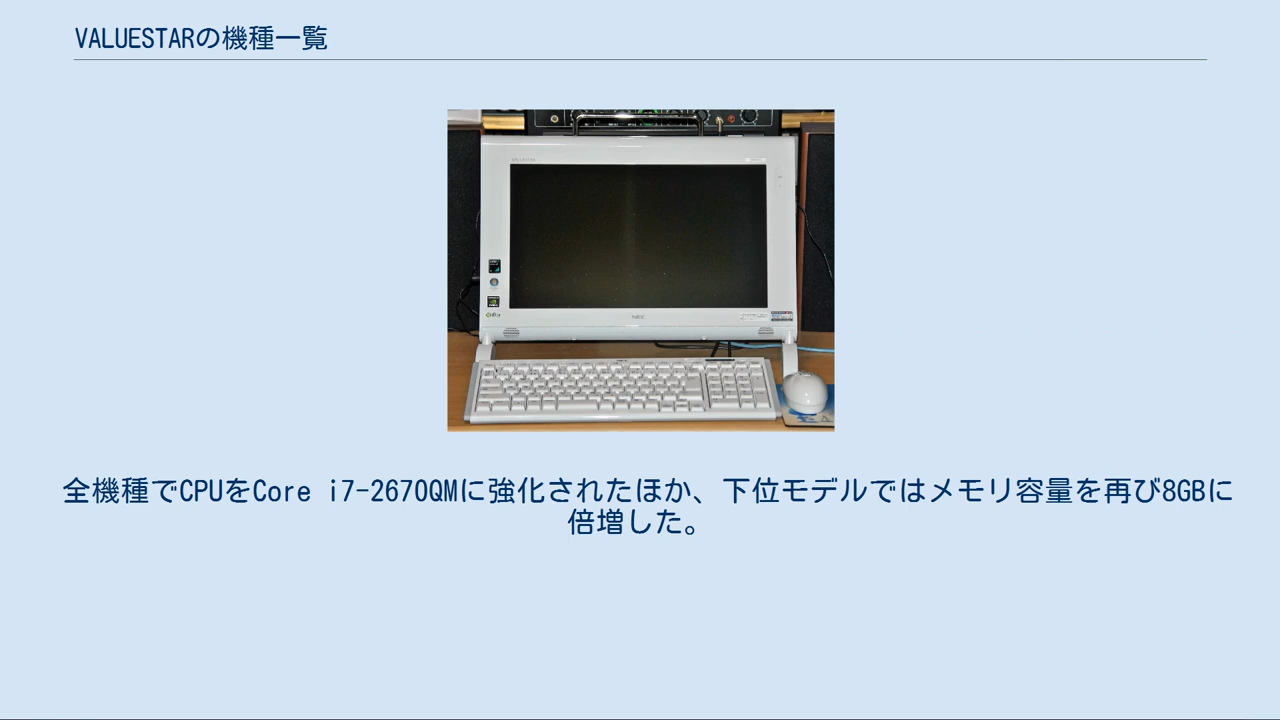 VALUESTARの機種一覧
VALUESTAR
NEC
全機種でCPUをCore i7-2670QMに強化されたほか、下位モデルではメモリ容量を再び8GBに
倍増した。